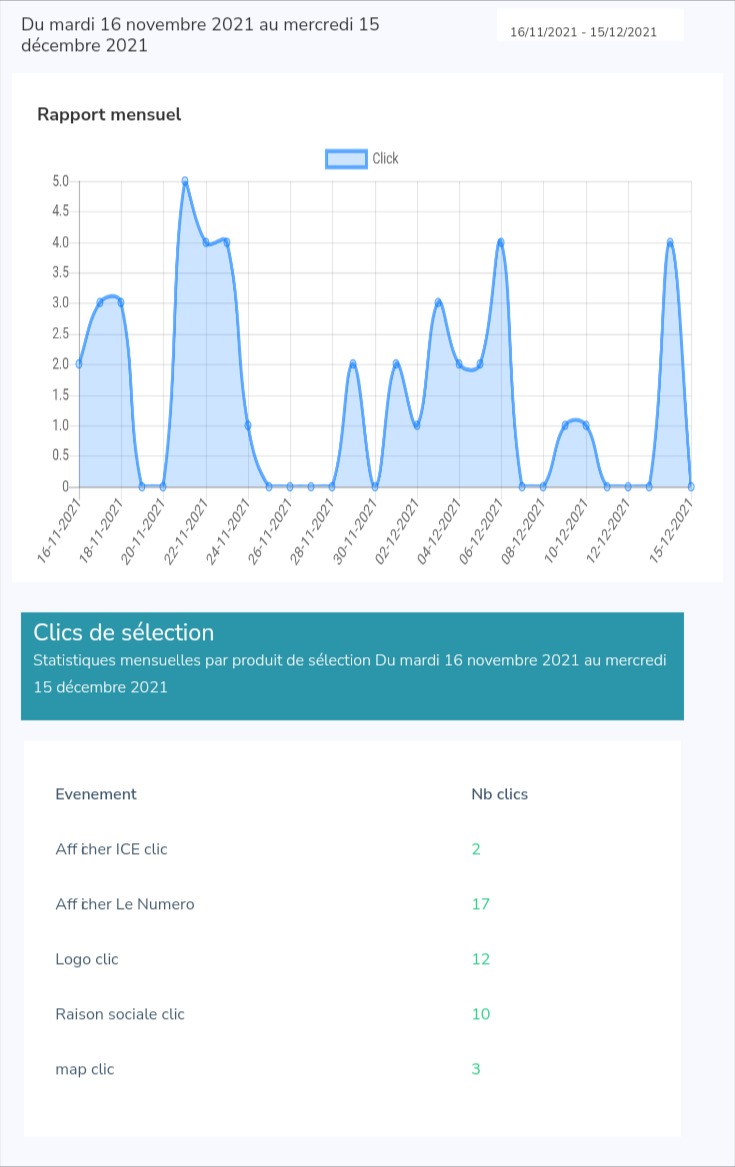 Du mardi 16 novembre 2021 au mercredi 15
décembre 2021
16/11/2021 - 15/12/2021
Rapport mensuel
Click
5.0
4.5
4.0
3.5
3.0
2.5
2.0
1.5
1.0
0.5
0
16-11-2021
18-11-2021
20-11-2021
22-11-2021
24-11-2021
26-11-2021
28-11-2021
30-11-2021
02-12-2021
04-12-2021
06-12-2021
08-12-2021
10-12-2021
12-12-2021
15-12-2021
Clics de sélection
Statistiques mensuelles par produit de sélection Du mardi 16 novembre 2021 au mercredi
15 décembre 2021
Evenement Nb clics
Afficher ICE clic 2
Afficher Le Numero 17
Logo clic 12
Raison sociale clic 10
map clic 3